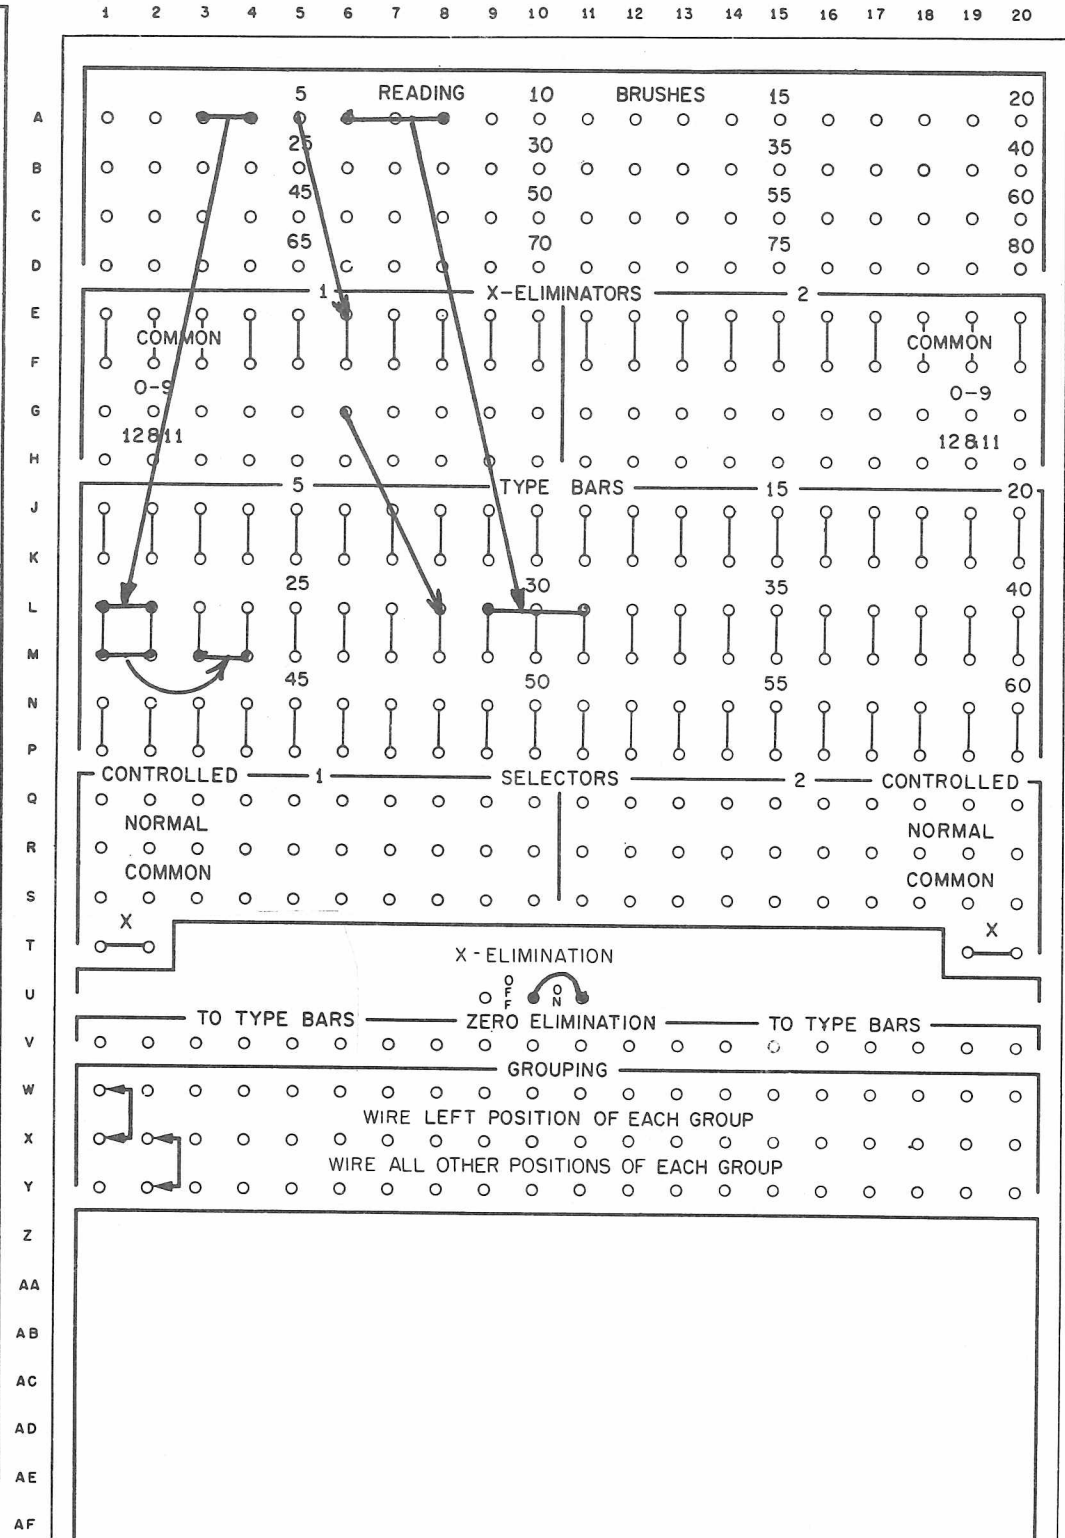 1 2 3 4 5 6 7 8 9 10 11 12 13 14 15 16 17 18 19 20
5 READING 10 BRUSHES 15 20
A
25 30 35 40
B
45 50 55 60
C
65 70 75 80
D
1 X-ELIMINATORS 2
E
COMMON COMMON
F
0-9 0-9
G
12&11 12&11
H
5 TYPE BARS 15 20
J
K
25 30 35 40
L
M
45 50 55 60
N
P
CONTROLLED 1 SELECTORS 2 CONTROLLED
Q
NORMAL NORMAL
R
COMMON COMMON
S
X X
T
X-ELIMINATION
U OFF ON
TO TYPE BARS ZERO ELIMINATION TO TYPE BARS
V
GROUPING
W
WIRE LEFT POSITION OF EACH GROUP
X
WIRE ALL OTHER POSITIONS OF EACH GROUP
Y
Z
AA
AB
AC
AD
AE
AF